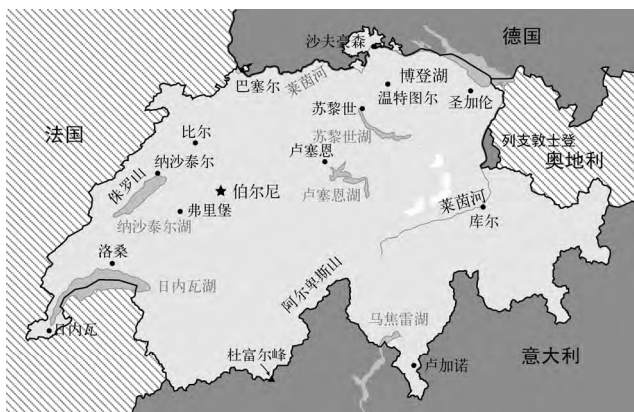 沙夫豪森
德国
莱茵河
博登湖
巴塞尔
温特图尔
圣加伦
苏黎世
法国
比尔
苏黎世湖
列支敦士登
奥地利
纳沙泰尔
卢塞恩
侏罗山
伯尔尼
卢塞恩湖
莱茵河
弗里堡
库尔
纳沙泰尔湖
洛桑
日内瓦湖
阿尔卑斯山
马焦雷湖
日内瓦
杜富尔峰
卢加诺
意大利